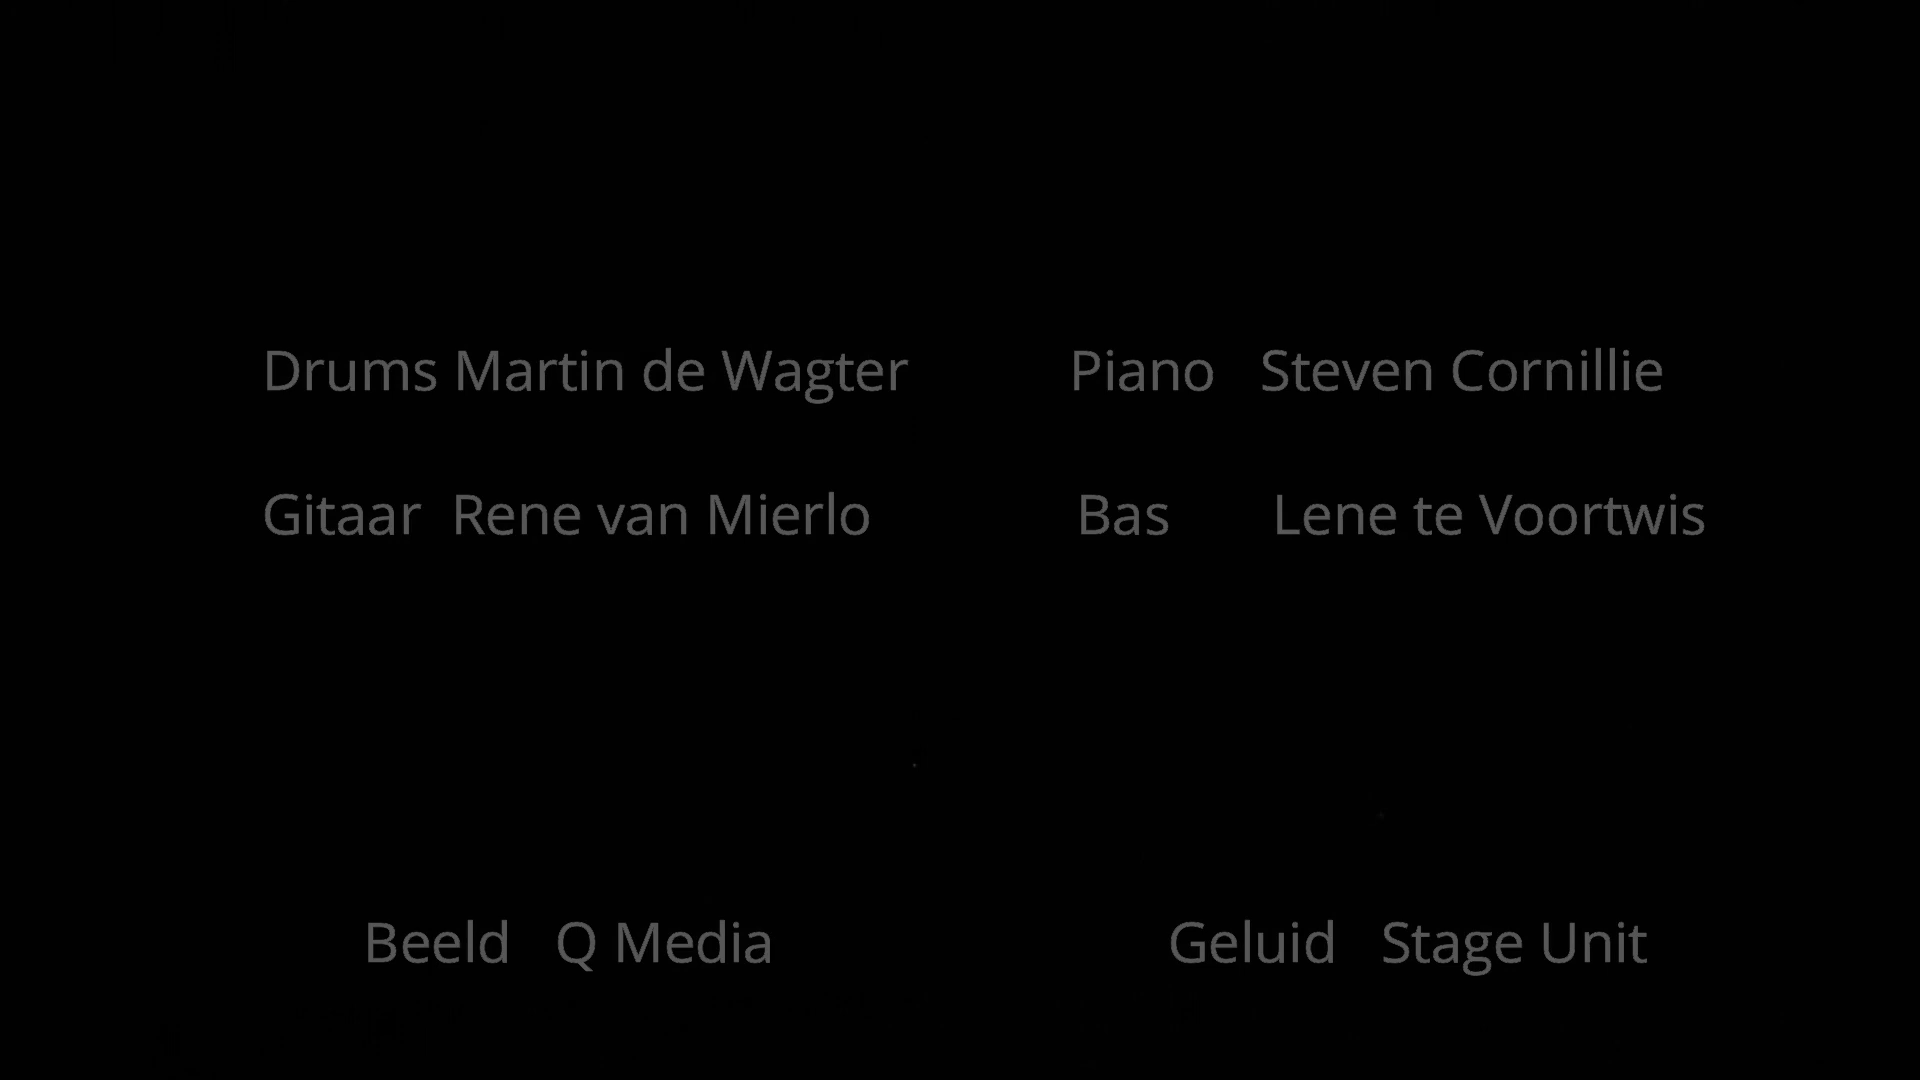 Drums Martin de Wagter Piano Steven Cornillie
Gitaar Rene van Mierlo Bas Lene te Voortwis
Beeld Q Media Geluid Stage Unit